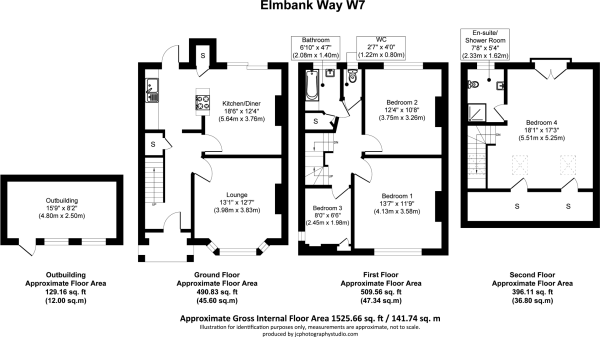 Elmbank Way W7
Bathroom
6'10" x 4'7"
(2.08m x 1.40m)
WC
2'7" x 4'0"
(1.22m x 0.80m)
En-suite/
Shower Room
7'8" x 5'4"
(2.33m x 1.62m)
S
Kitchen/Diner
18'6" x 12'4"
(5.64m x 3.76m)
S
Bedroom 2
12'4" x 10'8"
(3.75m x 3.26m)
S
Bedroom 4
18'1" x 17'3"
(5.51m x 5.25m)
Outbuilding
15'9" x 8'2"
(4.80m x 2.50m)
Lounge
13'1" x 12'7"
(3.98m x 3.83m)
Bedroom 3
8'0" x 6'6"
(2.45m x 1.98m)
Bedroom 1
13'7" x 11'9"
(4.13m x 3.58m)
S
S
Outbuilding
Approximate Floor Area
129.16 sq. ft
(12.00 sq.m)
Ground Floor
Approximate Floor Area
490.83 sq. ft
(45.60 sq.m)
First Floor
Approximate Floor Area
509.56 sq. ft
(47.34 sq.m)
Second Floor
Approximate Floor Area
396.11 sq. ft
(36.80 sq.m)
Approximate Gross Internal Floor Area 1525.66 sq. ft / 141.74 sq. m
Illustration for identification purposes only, measurements are approximate, not to scale.
produced by jcphotographystudio.com